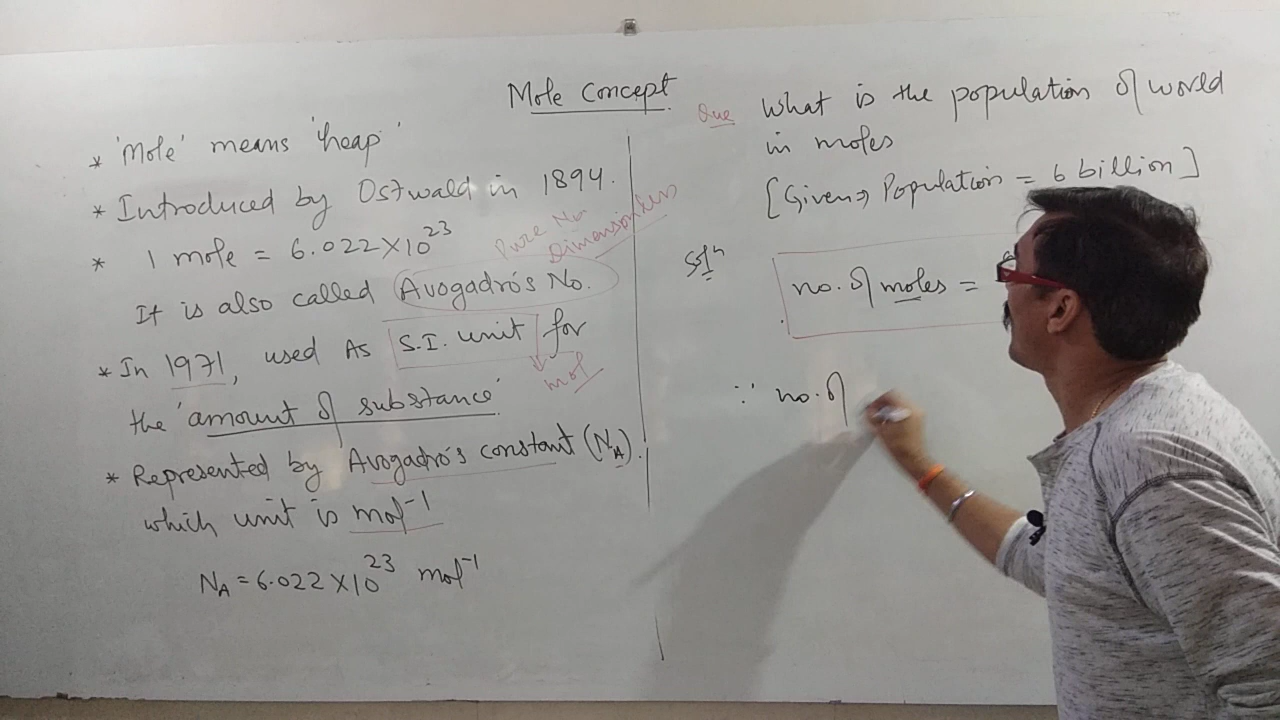 Mole Concept.
* 'Mole' means 'heap'
* Introduced by Ostwald in 1894.
* 1 mole = 6.022×10²³
Pure No
Dimensionless
It is also called Avogadro's No.
* In 1971, used As S.I. unit for
mol
the 'amount of substance'
* Represented by Avogadro's constant (N_A).
which unit is mol⁻¹
N_A = 6.022×10²³ mol⁻¹
Que What is the population of world
in moles
[Given⇒ Population = 6 billion]
Solⁿ
no. of moles =
∵ no. of